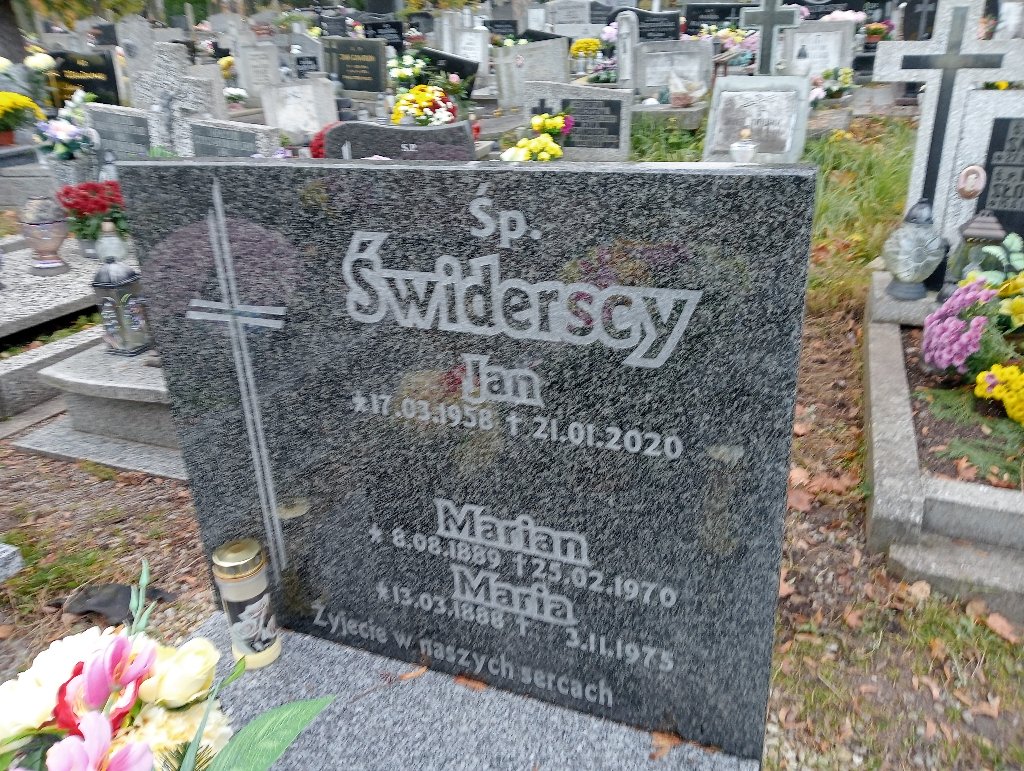 Śp.
Świderscy
Jan
*17.03.1958 † 21.01.2020
Marian
* 8.08.1889 † 25.02.1970
Maria
*13.03.1888 † 3.11.1975
Żyjecie w naszych sercach
Ś.P.